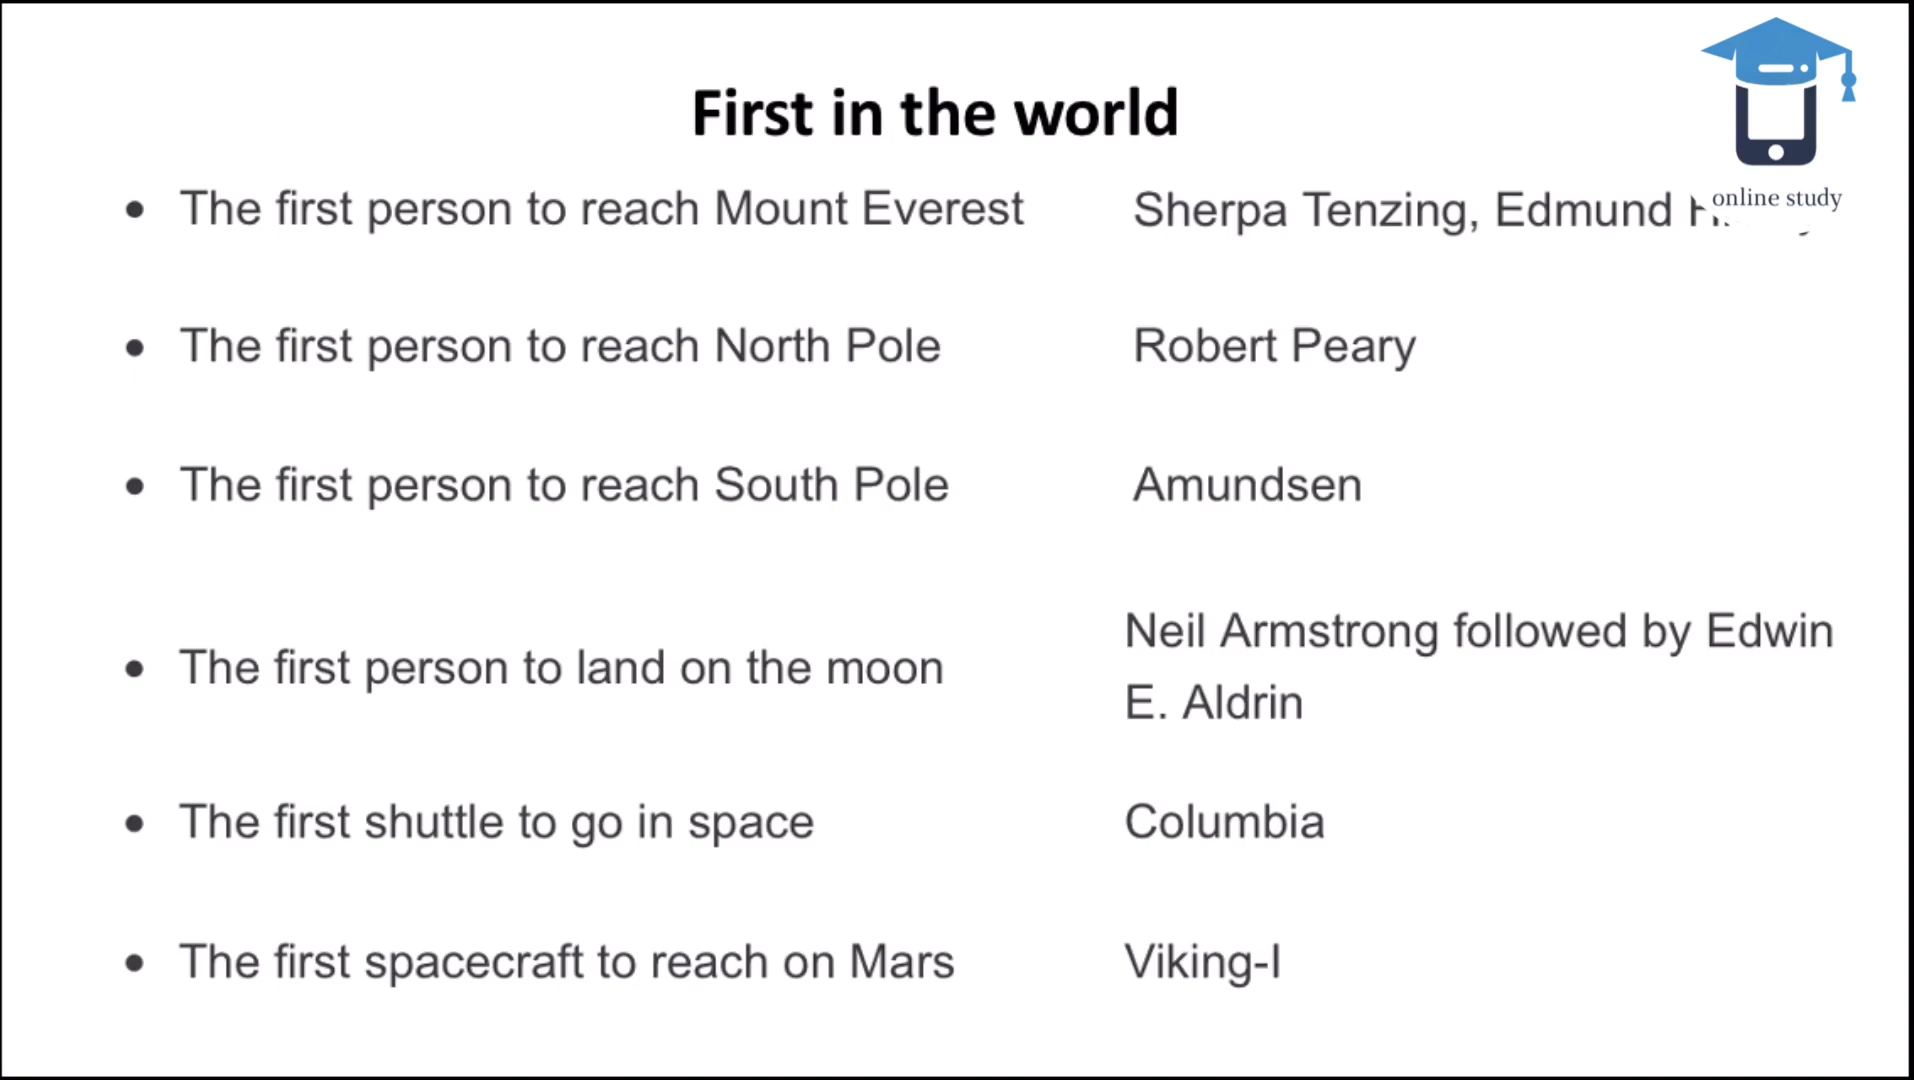 First in the world
online study
• The first person to reach Mount Everest Sherpa Tenzing, Edmund
• The first person to reach North Pole Robert Peary
• The first person to reach South Pole Amundsen
• The first person to land on the moon Neil Armstrong followed by Edwin
E. Aldrin
• The first shuttle to go in space Columbia
• The first spacecraft to reach on Mars Viking-I